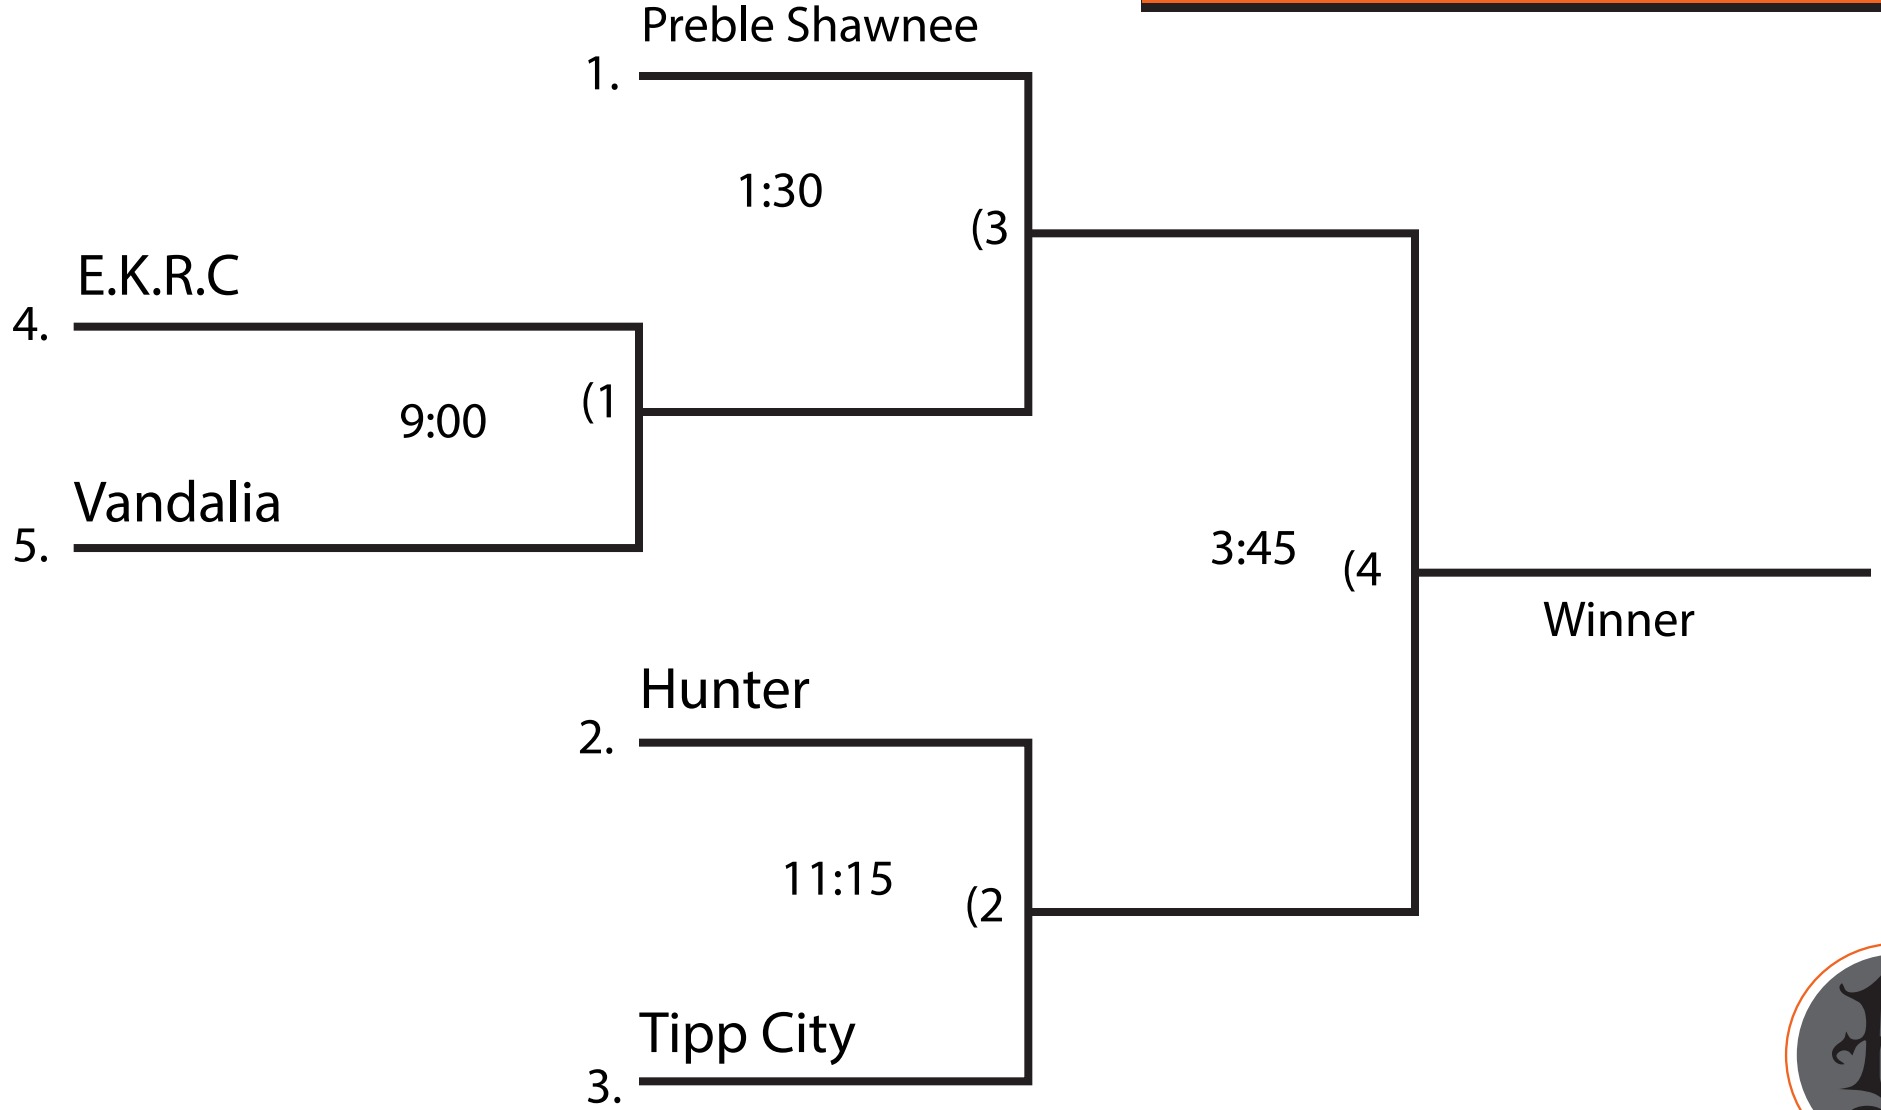 Preble Shawnee
1.
1:30
(3
E.K.R.C
4.
9:00
(1
Vandalia
5.
3:45
(4
Winner
Hunter
2.
11:15
(2
Tipp City
3.